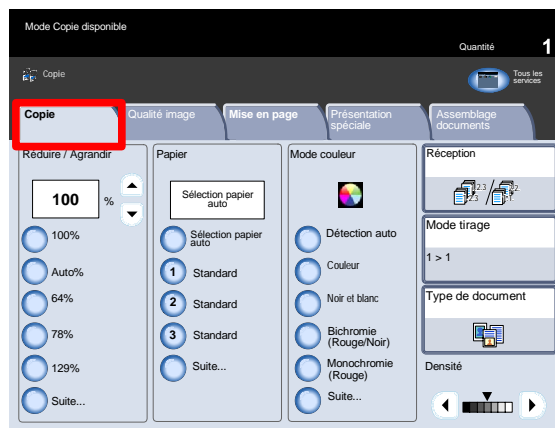 Mode Copie disponible
Quantité 1
Copie
Tous les
services
Copie
Qualité image
Mise en page
Présentation
spéciale
Assemblage
documents
Réduire / Agrandir
100 %
100%
Auto%
64%
78%
129%
Suite...
Papier
Sélection papier
auto
Sélection papier
auto
1 Standard
2 Standard
3 Standard
Suite...
Mode couleur
Détection auto
Couleur
Noir et blanc
Bichromie
(Rouge/Noir)
Monochromie
(Rouge)
Suite...
Réception
Mode tirage
1 > 1
Type de document
Densité